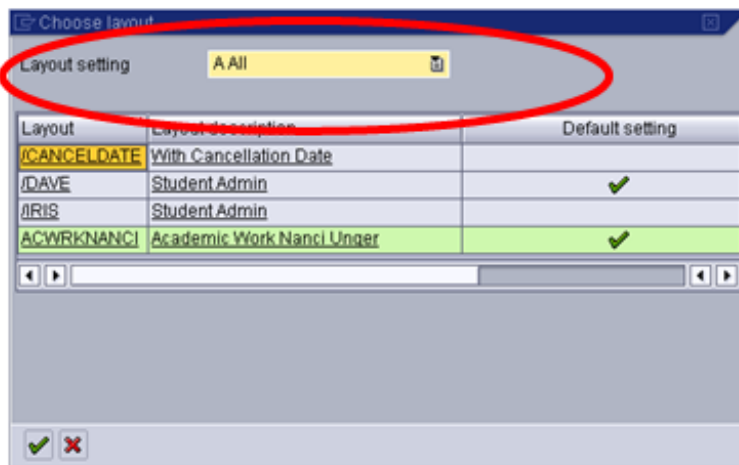 Choose layout
Layout setting A All
Layout Layout description Default setting
/CANCELDATE With Cancellation Date
/DAVE Student Admin
/IRIS Student Admin
ACWRKNANCI Academic Work Nanci Unger